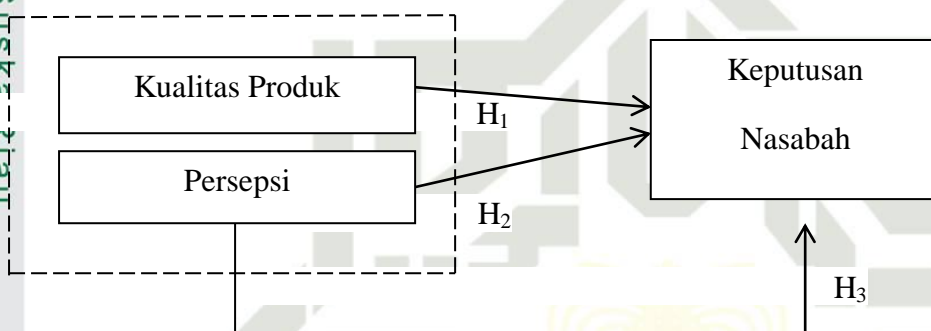 Kualitas Produk
Persepsi
Keputusan
Nasabah
H₁
H₂
H₃